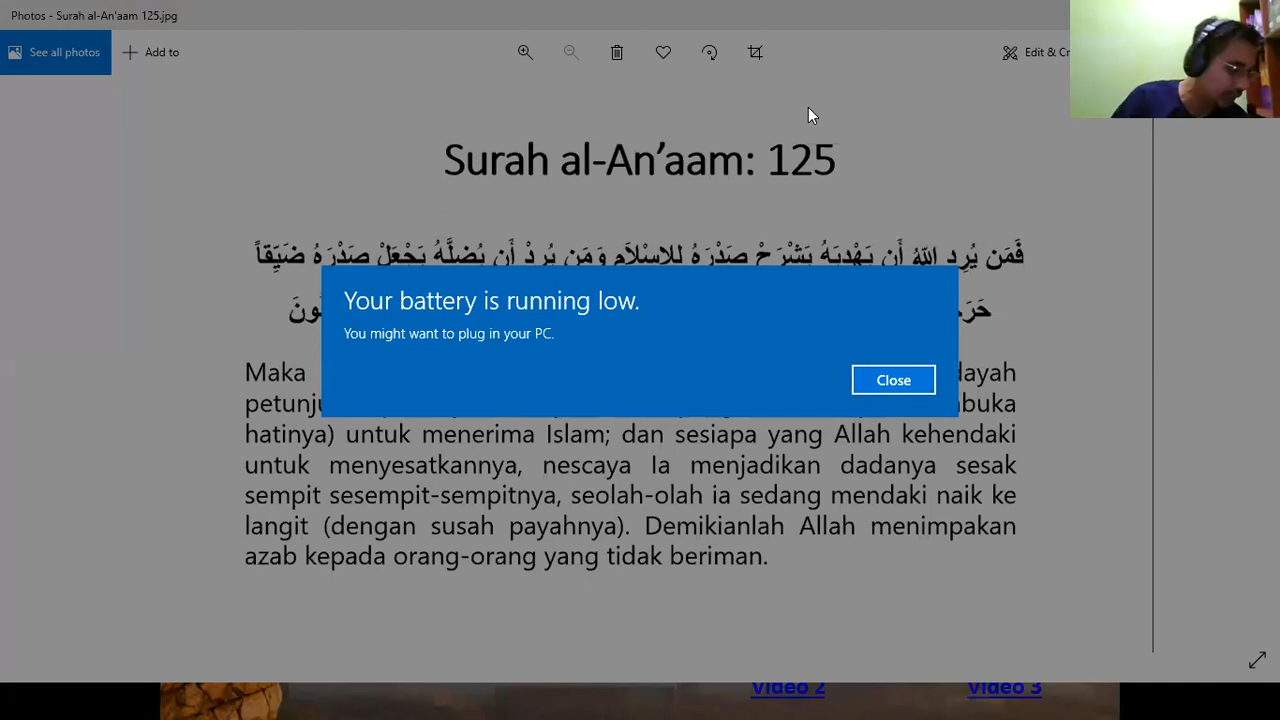 Photos - Surah al-An'aam 125.jpg
See all photos
Add to
Edit & Cr
Surah al-An’aam: 125
فَمَن يُرِدِ اللّهُ أَن يَهْدِيَهُ يَشْرَحْ صَدْرَهُ لِلإِسْلاَمِ وَمَن يُرِدْ أَن يُضِلَّهُ يَجْعَلْ صَدْرَهُ ضَيِّقاً
Your battery is running low.
You might want to plug in your PC.
Close
Maka
hatinya) untuk menerima Islam; dan sesiapa yang Allah kehendaki
untuk menyesatkannya, nescaya Ia menjadikan dadanya sesak
sempit sesempit-sempitnya, seolah-olah ia sedang mendaki naik ke
langit (dengan susah payahnya). Demikianlah Allah menimpakan
azab kepada orang-orang yang tidak beriman.
Video 2
Video 3